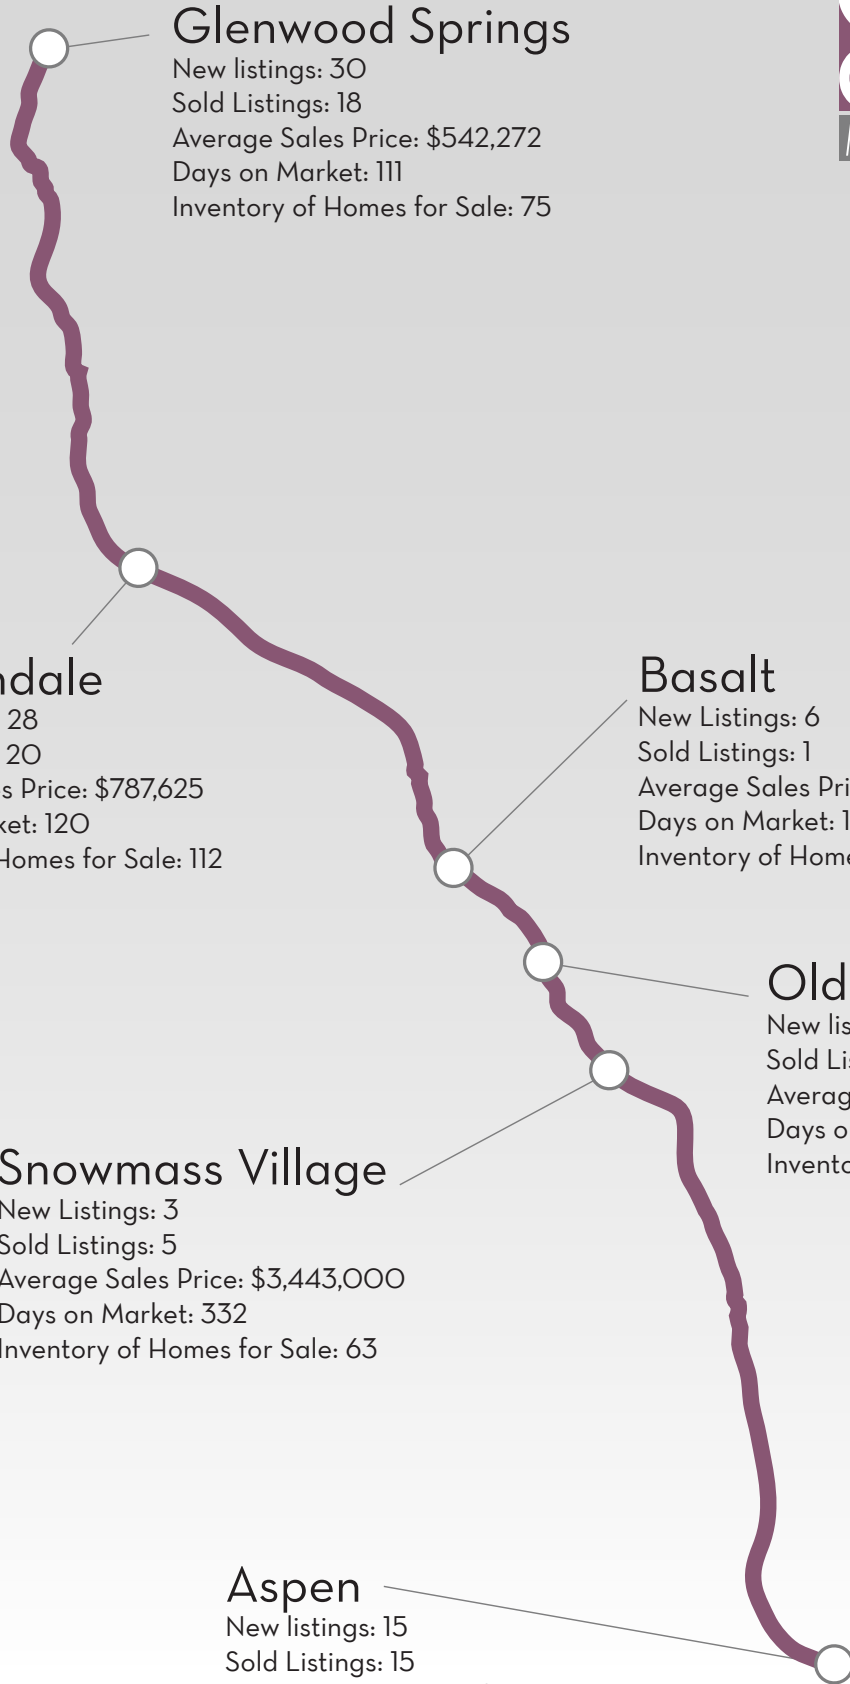 Glenwood Springs
New listings: 30
Sold Listings: 18
Average Sales Price: $542,272
Days on Market: 111
Inventory of Homes for Sale: 75
ndale
28
20
s Price: $787,625
ket: 120
Homes for Sale: 112
Basalt
New Listings: 6
Sold Listings: 1
Average Sales Pri
Days on Market: 1
Inventory of Home
Old
New lis
Sold Lis
Averag
Days o
Invento
Snowmass Village
New Listings: 3
Sold Listings: 5
Average Sales Price: $3,443,000
Days on Market: 332
Inventory of Homes for Sale: 63
Aspen
New listings: 15
Sold Listings: 15